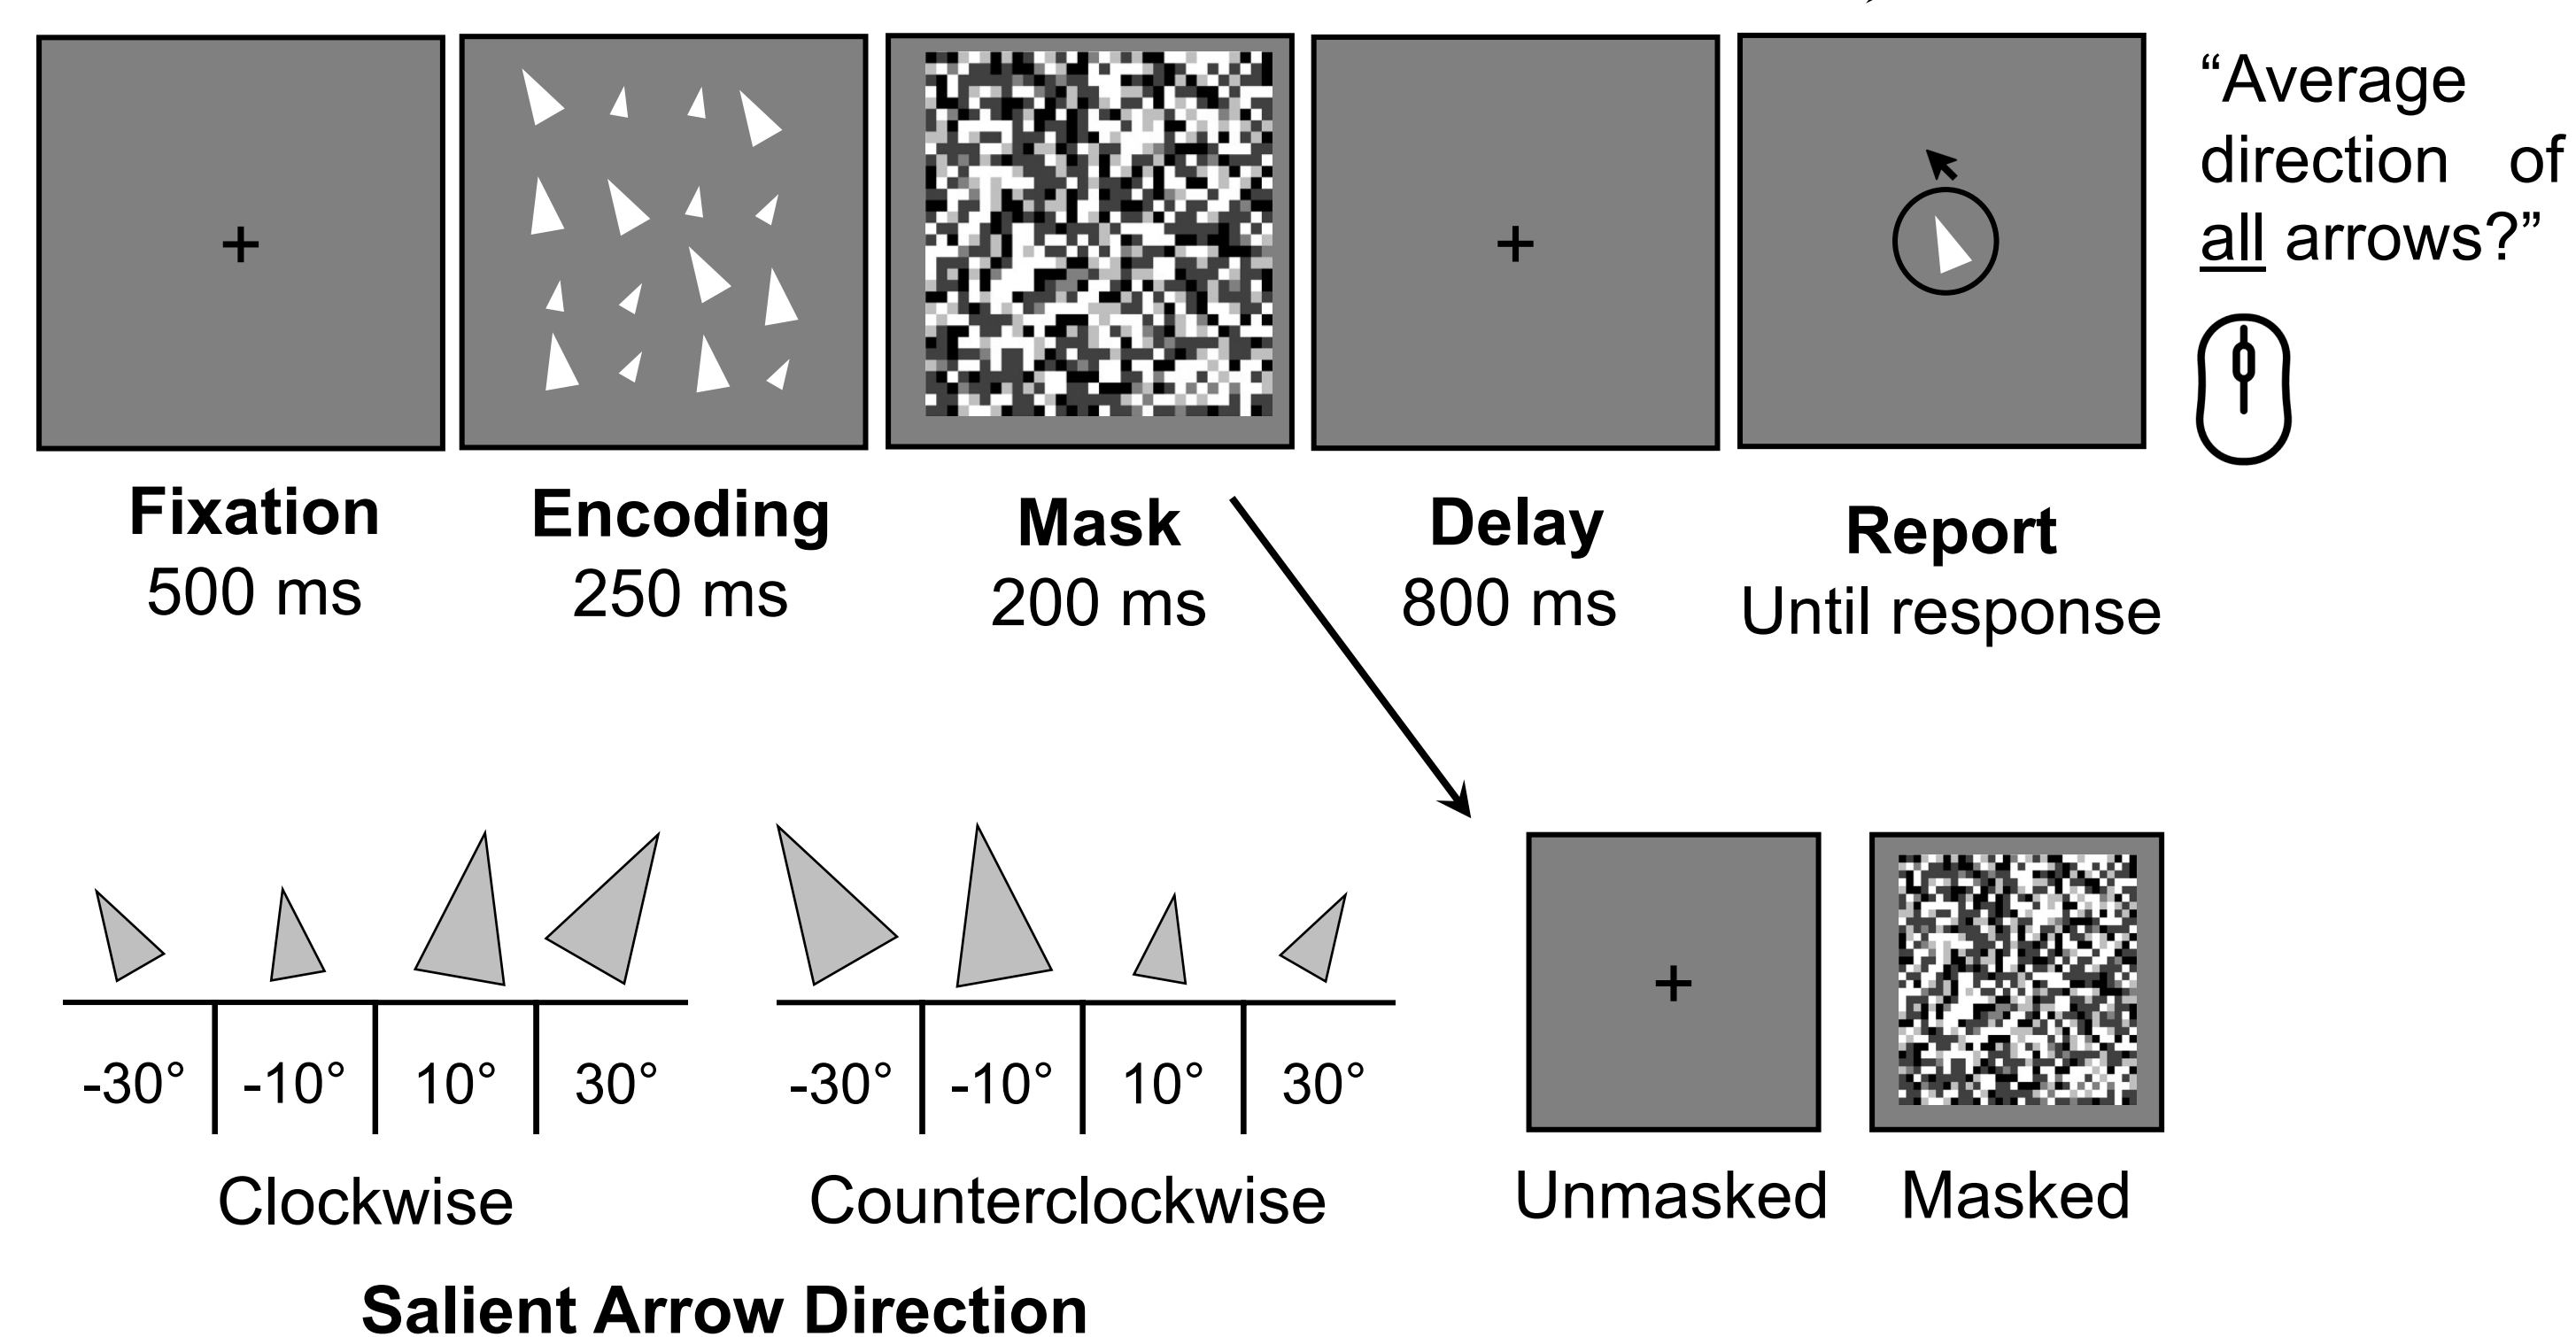 “Average
direction of
all arrows?”
Fixation
500 ms
Encoding
250 ms
Mask
200 ms
Delay
800 ms
Report
Until response
-30° -10° 10° 30°
Clockwise
-30° -10° 10° 30°
Counterclockwise
Salient Arrow Direction
Unmasked
Masked